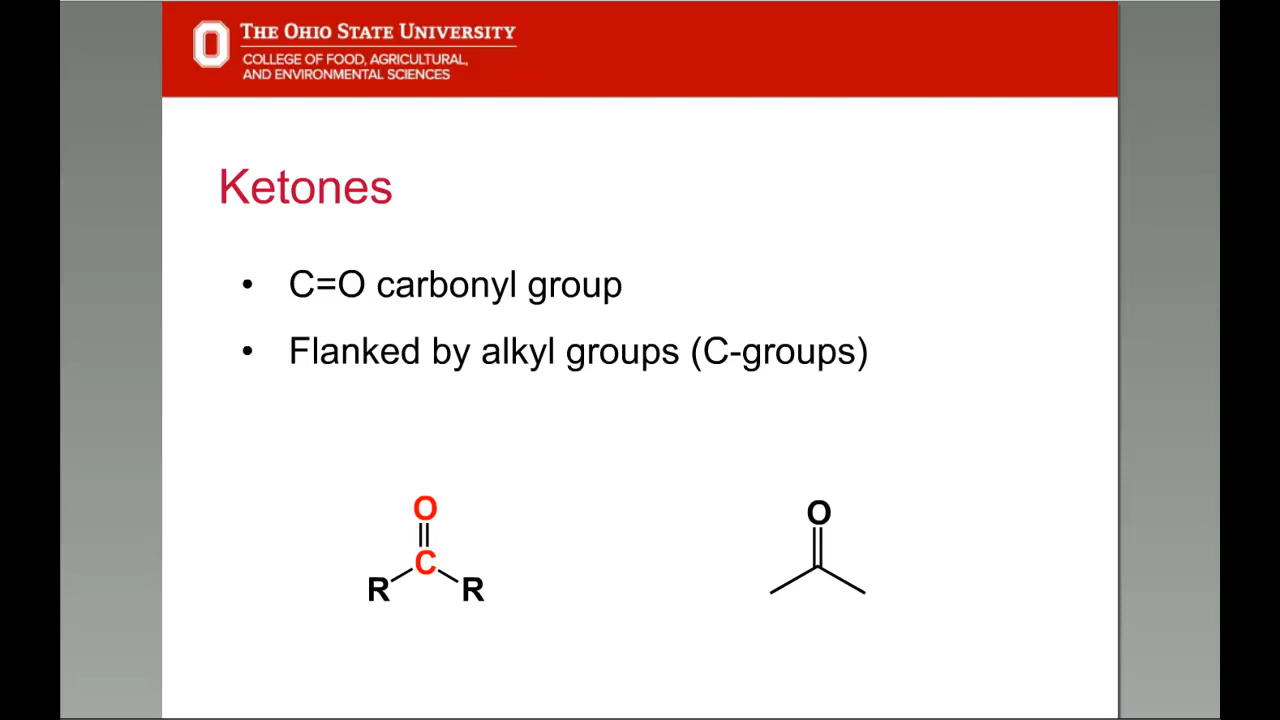 THE OHIO STATE UNIVERSITY
COLLEGE OF FOOD, AGRICULTURAL,
AND ENVIRONMENTAL SCIENCES
Ketones
• C=O carbonyl group
• Flanked by alkyl groups (C-groups)
O
C
R R
O